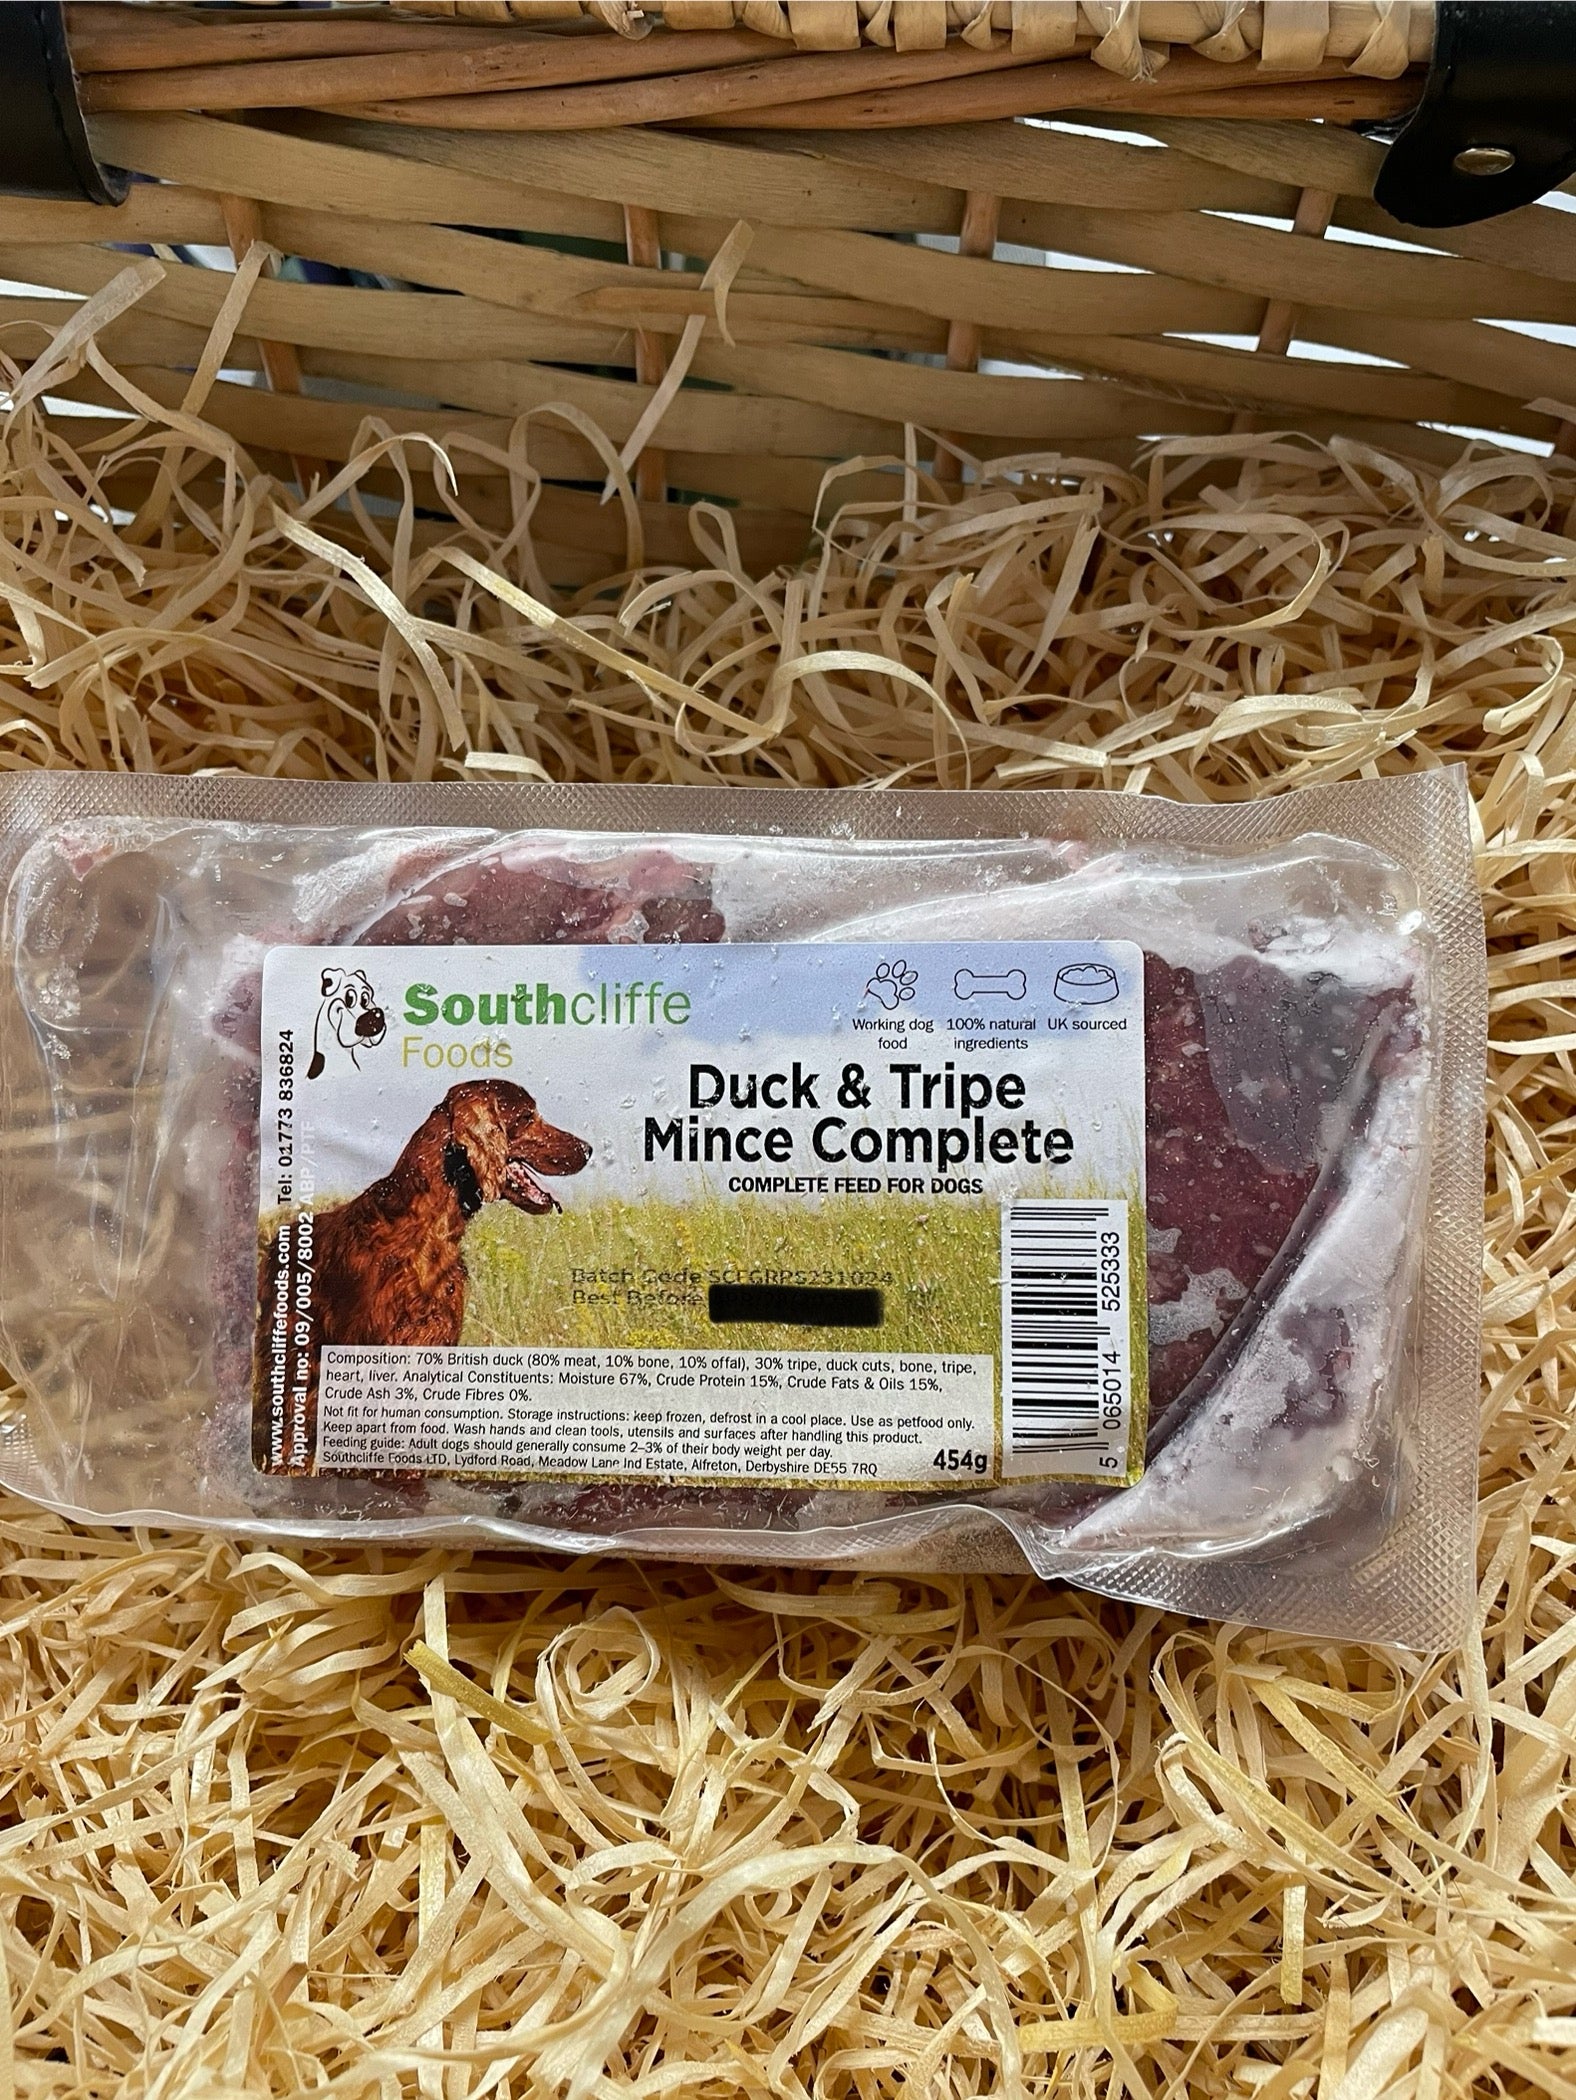 Southcliffe
Foods
Working dog
food
100% natural
ingredients
UK sourced
Duck & Tripe
Mince Complete
COMPLETE FEED FOR DOGS
Batch Code SCFGRPS231024
Best Before
Composition: 70% British duck (80% meat, 10% bone, 10% offal), 30% tripe, duck cuts, bone, tripe,
heart, liver. Analytical Constituents: Moisture 67%, Crude Protein 15%, Crude Fats & Oils 15%,
Crude Ash 3%, Crude Fibres 0%.
Not fit for human consumption. Storage instructions: keep frozen, defrost in a cool place. Use as petfood only.
Keep apart from food. Wash hands and clean tools, utensils and surfaces after handling this product.
Feeding guide: Adult dogs should generally consume 2–3% of their body weight per day.
Southcliffe Foods LTD, Lydford Road, Meadow Lane Ind Estate, Alfreton, Derbyshire DE55 7RQ
454g
www.southcliffefoods.com Tel: 01773 836824
Approval no: 09/005/8002 ABP/PTF
5 065014 525333